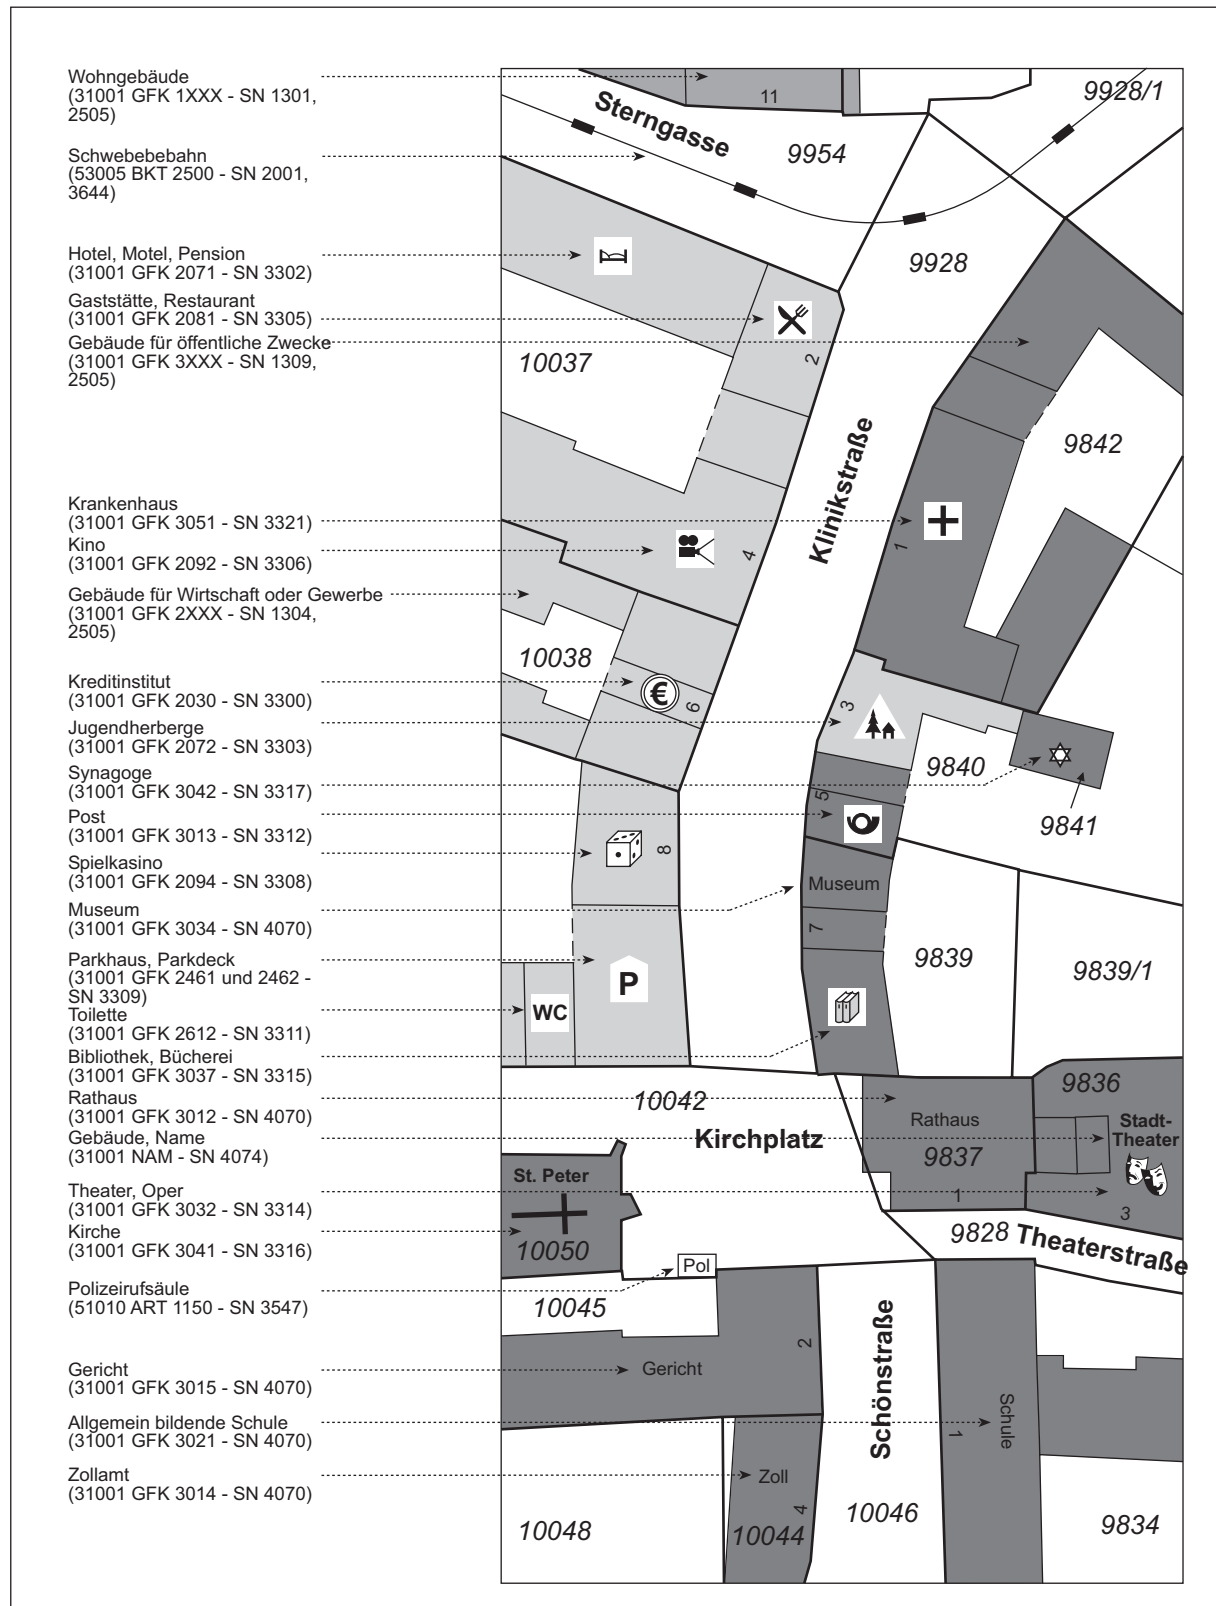 Wohngebäude
(31001 GFK 1XXX - SN 1301,
2505)
Schwebebebahn
(53005 BKT 2500 - SN 2001,
3644)
Hotel, Motel, Pension
(31001 GFK 2071 - SN 3302)
Gaststätte, Restaurant
(31001 GFK 2081 - SN 3305)
Gebäude für öffentliche Zwecke
(31001 GFK 3XXX - SN 1309,
2505)
Krankenhaus
(31001 GFK 3051 - SN 3321)
Kino
(31001 GFK 2092 - SN 3306)
Gebäude für Wirtschaft oder Gewerbe
(31001 GFK 2XXX - SN 1304,
2505)
Kreditinstitut
(31001 GFK 2030 - SN 3300)
Jugendherberge
(31001 GFK 2072 - SN 3303)
Synagoge
(31001 GFK 3042 - SN 3317)
Post
(31001 GFK 3013 - SN 3312)
Spielkasino
(31001 GFK 2094 - SN 3308)
Museum
(31001 GFK 3034 - SN 4070)
Parkhaus, Parkdeck
(31001 GFK 2461 und 2462 -
SN 3309)
Toilette
(31001 GFK 2612 - SN 3311)
Bibliothek, Bücherei
(31001 GFK 3037 - SN 3315)
Rathaus
(31001 GFK 3012 - SN 4070)
Gebäude, Name
(31001 NAM - SN 4074)
Theater, Oper
(31001 GFK 3032 - SN 3314)
Kirche
(31001 GFK 3041 - SN 3316)
Polizeirufsäule
(51010 ART 1150 - SN 3547)
Gericht
(31001 GFK 3015 - SN 4070)
Allgemein bildende Schule
(31001 GFK 3021 - SN 4070)
Zollamt
(31001 GFK 3014 - SN 4070)
11
Sterngasse
9954
9928/1
9928
2
10037
Klinikstraße
9842
1
4
10038
€
6
3
9840
9841
5
8
Museum
7
P
WC
9839
9839/1
10042
Kirchplatz
Rathaus
9837
1
9836
Stadt-
Theater
3
St. Peter
10050
9828
Theaterstraße
Pol
10045
2
Gericht
Schönstraße
1
Schule
Zoll
4
10048
10044
10046
9834